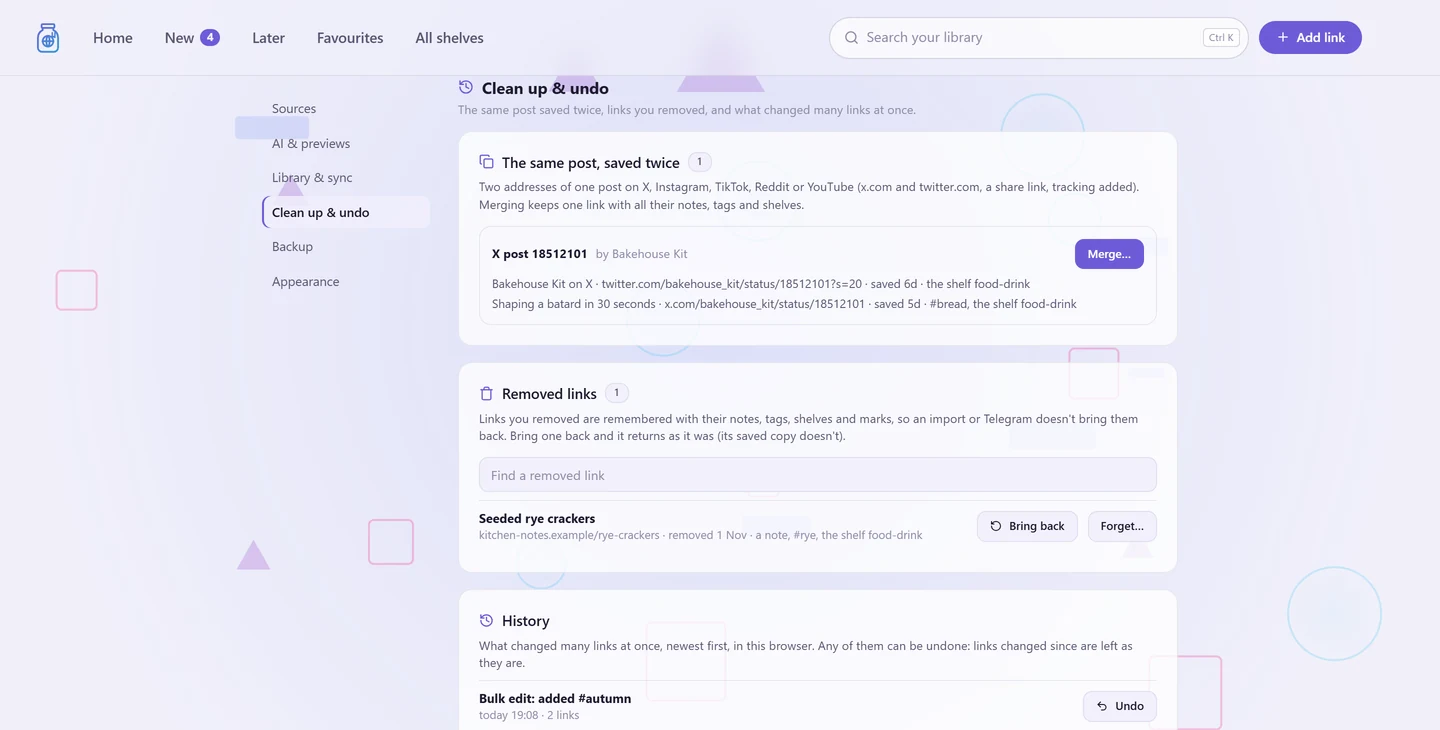 Home
New 4
Later
Favourites
All shelves
Search your library
Ctrl K
+ Add link
Sources
AI & previews
Library & sync
Clean up & undo
Backup
Appearance
Clean up & undo
The same post saved twice, links you removed, and what changed many links at once.
The same post, saved twice 1
Two addresses of one post on X, Instagram, TikTok, Reddit or YouTube (x.com and twitter.com, a share link, tracking added).
Merging keeps one link with all their notes, tags and shelves.
X post 18512101 by Bakehouse Kit
Merge...
Bakehouse Kit on X · twitter.com/bakehouse_kit/status/18512101?s=20 · saved 6d · the shelf food-drink
Shaping a batard in 30 seconds · x.com/bakehouse_kit/status/18512101 · saved 5d · #bread, the shelf food-drink
Removed links 1
Links you removed are remembered with their notes, tags, shelves and marks, so an import or Telegram doesn't bring them
back. Bring one back and it returns as it was (its saved copy doesn't).
Find a removed link
Seeded rye crackers
kitchen-notes.example/rye-crackers · removed 1 Nov · a note, #rye, the shelf food-drink
Bring back
Forget...
History
What changed many links at once, newest first, in this browser. Any of them can be undone: links changed since are left as
they are.
Bulk edit: added #autumn
today 19:08 · 2 links
Undo